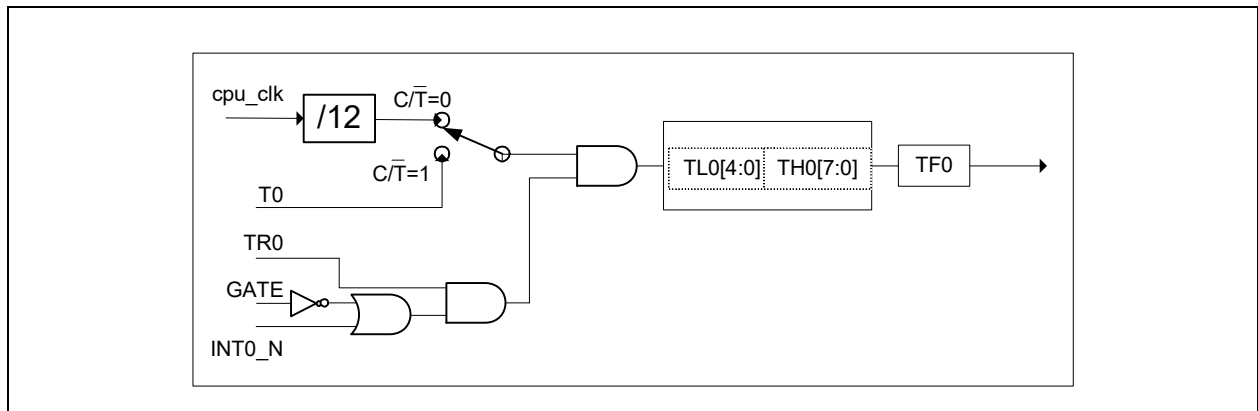 cpu_clk
/12
C/T̅=0
C/T̅=1
T0
TR0
GATE
INT0_N
TL0[4:0]
TH0[7:0]
TF0